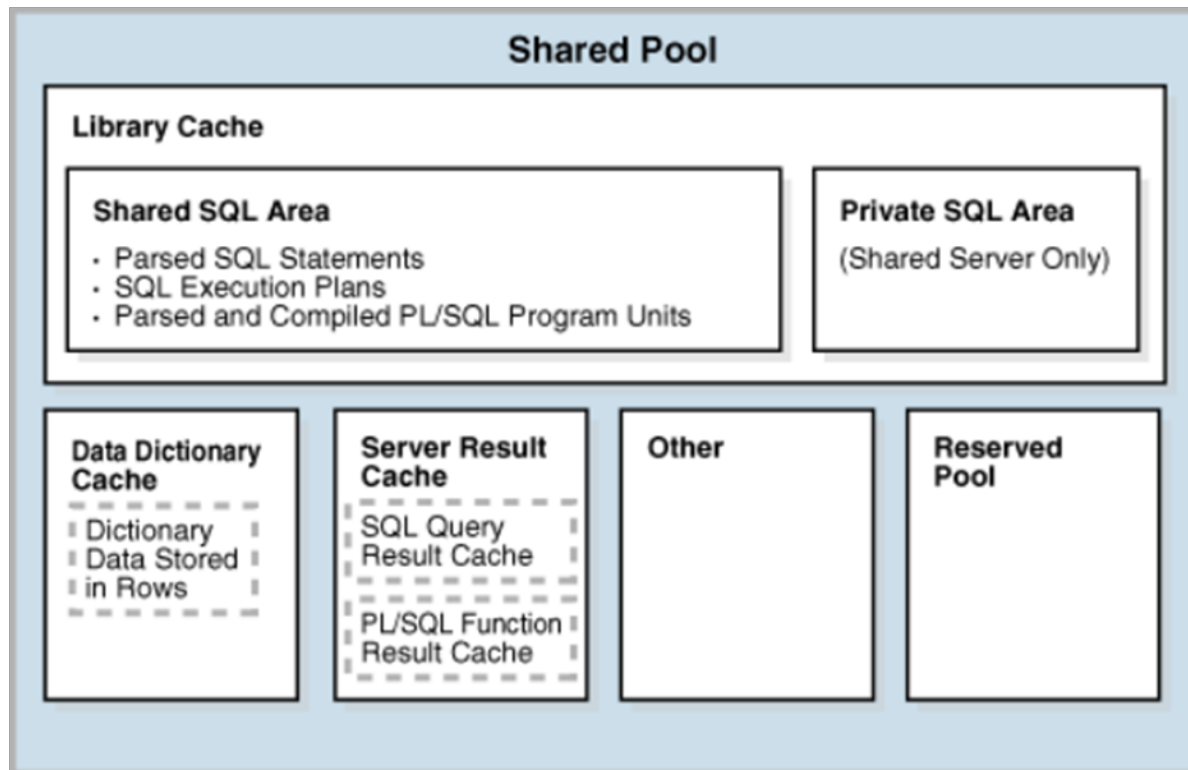 Shared Pool
Library Cache
Shared SQL Area
· Parsed SQL Statements
· SQL Execution Plans
· Parsed and Compiled PL/SQL Program Units
Private SQL Area
(Shared Server Only)
Data Dictionary
Cache
Dictionary
Data Stored
in Rows
Server Result
Cache
SQL Query
Result Cache
PL/SQL Function
Result Cache
Other
Reserved
Pool